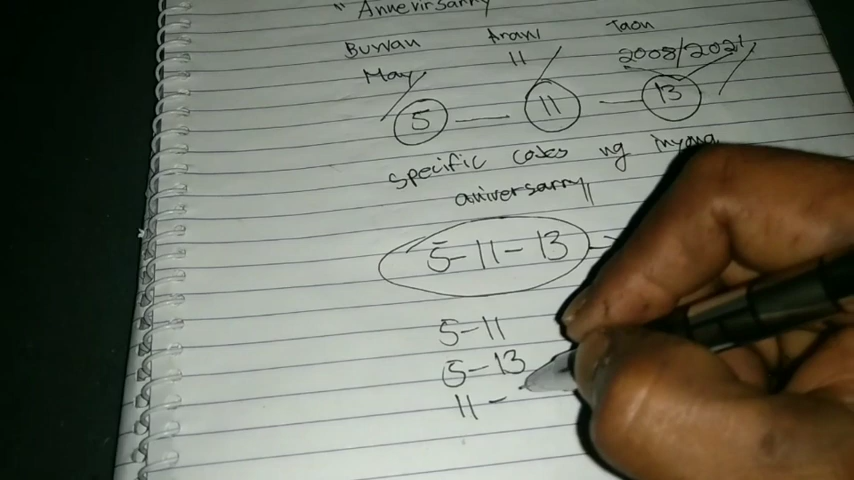 " Annevirsarry
Buwan Araw Taon
May 11 2008/2021
5 — 11 — 13
specific codes ng inyong
aniversarry
5-11-13
5-11
5-13
11-